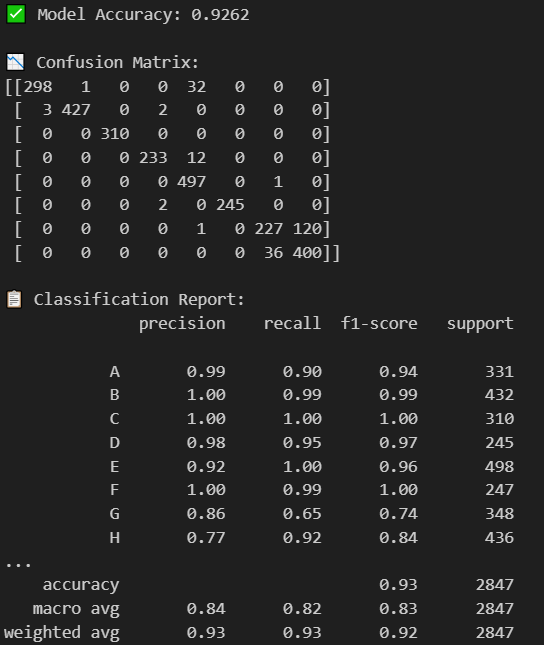 ✅ Model Accuracy: 0.9262
📉 Confusion Matrix:
[[298   1   0   0  32   0   0   0]
 [  3 427   0   2   0   0   0   0]
 [  0   0 310   0   0   0   0   0]
 [  0   0   0 233  12   0   0   0]
 [  0   0   0   0 497   0   1   0]
 [  0   0   0   2   0 245   0   0]
 [  0   0   0   0   1   0 227 120]
 [  0   0   0   0   0   0  36 400]]
📋 Classification Report:
              precision    recall  f1-score   support
           A       0.99      0.90      0.94       331
           B       1.00      0.99      0.99       432
           C       1.00      1.00      1.00       310
           D       0.98      0.95      0.97       245
           E       0.92      1.00      0.96       498
           F       1.00      0.99      1.00       247
           G       0.86      0.65      0.74       348
           H       0.77      0.92      0.84       436
...
    accuracy                           0.93      2847
   macro avg       0.84      0.82      0.83      2847
weighted avg       0.93      0.93      0.92      2847